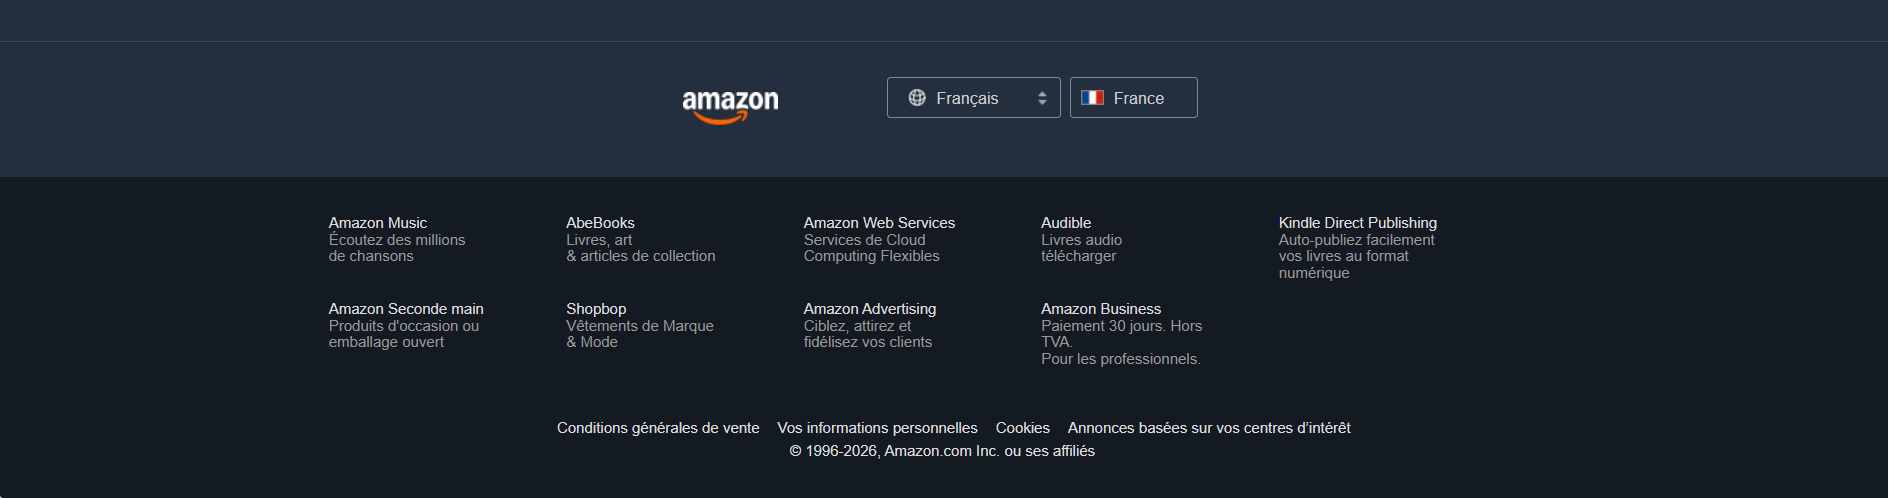 amazon
Français
France
Amazon Music
Écoutez des millions
de chansons
AbeBooks
Livres, art
& articles de collection
Amazon Web Services
Services de Cloud
Computing Flexibles
Audible
Livres audio
télécharger
Kindle Direct Publishing
Auto-publiez facilement
vos livres au format
numérique
Amazon Seconde main
Produits d'occasion ou
emballage ouvert
Shopbop
Vêtements de Marque
& Mode
Amazon Advertising
Ciblez, attirez et
fidélisez vos clients
Amazon Business
Paiement 30 jours. Hors
TVA.
Pour les professionnels.
Conditions générales de vente Vos informations personnelles Cookies Annonces basées sur vos centres d’intérêt
© 1996-2026, Amazon.com Inc. ou ses affiliés